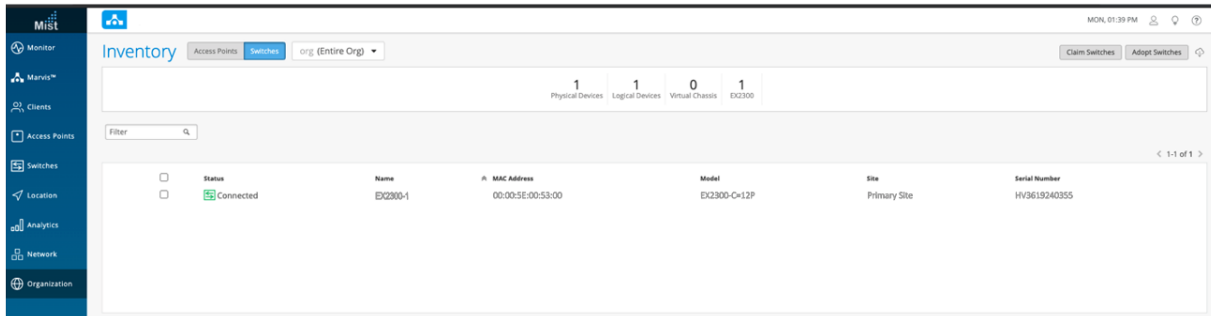 Mist
MON, 01:39 PM
Monitor
Inventory Access Points Switches org (Entire Org)
Claim Switches Adopt Switches
Marvis™
1 1 0 1
Physical Devices Logical Devices Virtual Chassis EX2300
Clients
Access Points
Filter
Switches
< 1-1 of 1 >
Status Name MAC Address Model Site Serial Number
Connected EX2300-1 00:00:5E:00:53:00 EX2300-C=12P Primary Site HV3619240355
Location
Analytics
Network
Organization